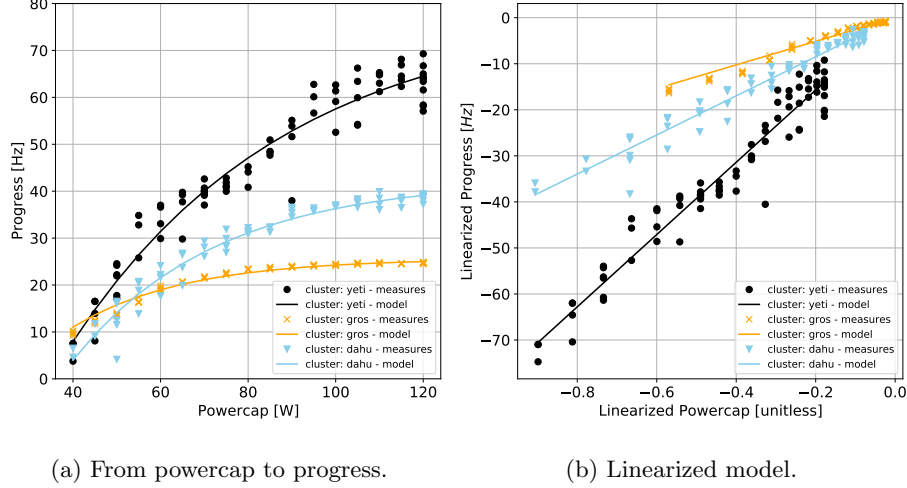 80
70
60
50
40
30
20
10
0
Progress [Hz]
40
60
80
100
120
Powercap [W]
cluster: yeti - measures
cluster: yeti - model
cluster: gros - measures
cluster: gros - model
cluster: dahu - measures
cluster: dahu - model
(a) From powercap to progress.
0
−10
−20
−30
−40
−50
−60
−70
Linearized Progress [Hz]
−0.8
−0.6
−0.4
−0.2
0.0
Linearized Powercap [unitless]
cluster: yeti - measures
cluster: yeti - model
cluster: gros - measures
cluster: gros - model
cluster: dahu - measures
cluster: dahu - model
(b) Linearized model.